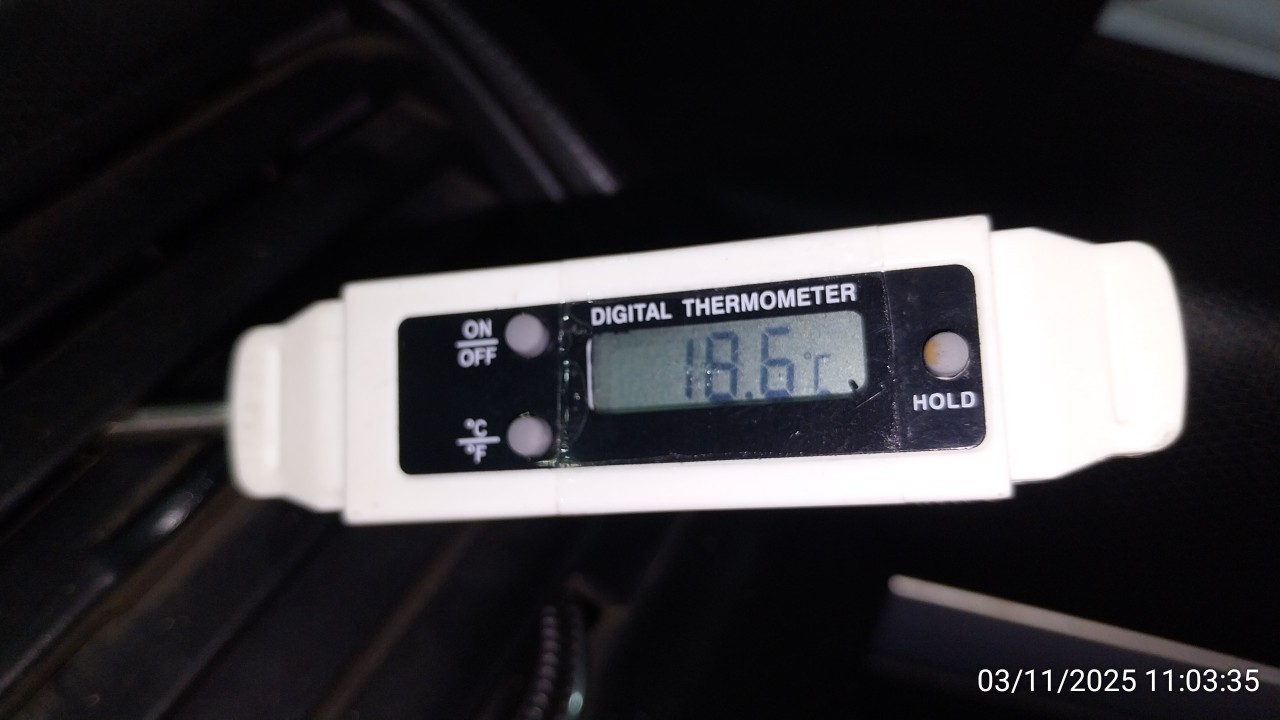 DIGITAL THERMOMETER
ON
OFF
18.6°C
HOLD
°C
°F
03/11/2025 11:03:35